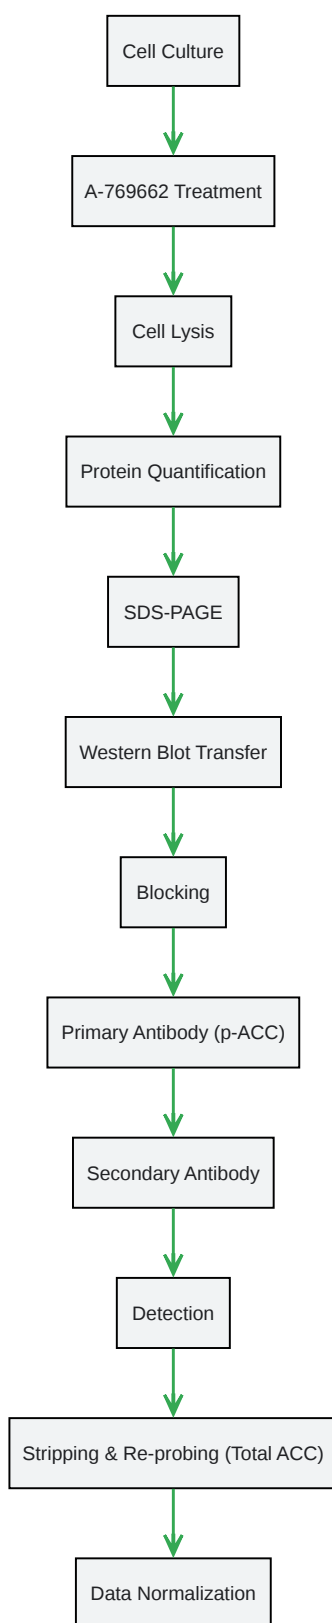 Cell Culture
A-769662 Treatment
Cell Lysis
Protein Quantification
SDS-PAGE
Western Blot Transfer
Blocking
Primary Antibody (p-ACC)
Secondary Antibody
Detection
Stripping & Re-probing (Total ACC)
Data Normalization